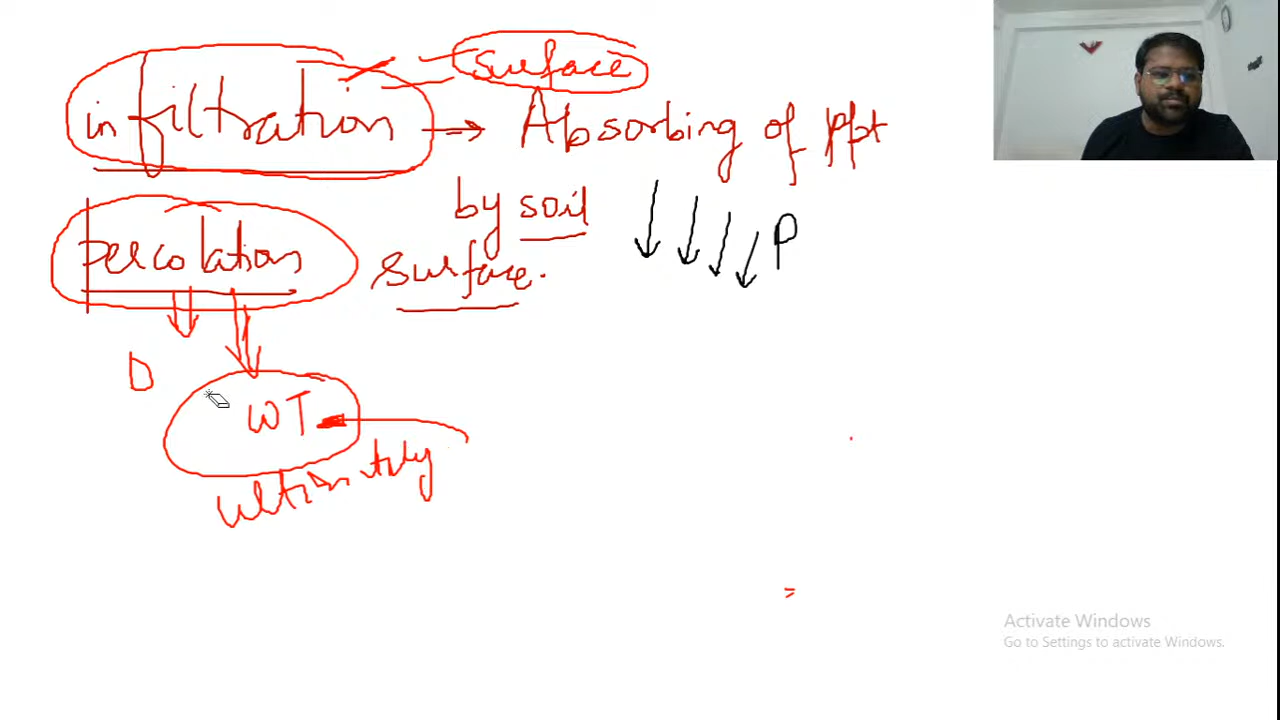 surface
infiltration → Absorbing of ppt
by soil
surface.
percolation
P
D
WT
ultimately
=
Activate Windows
Go to Settings to activate Windows.